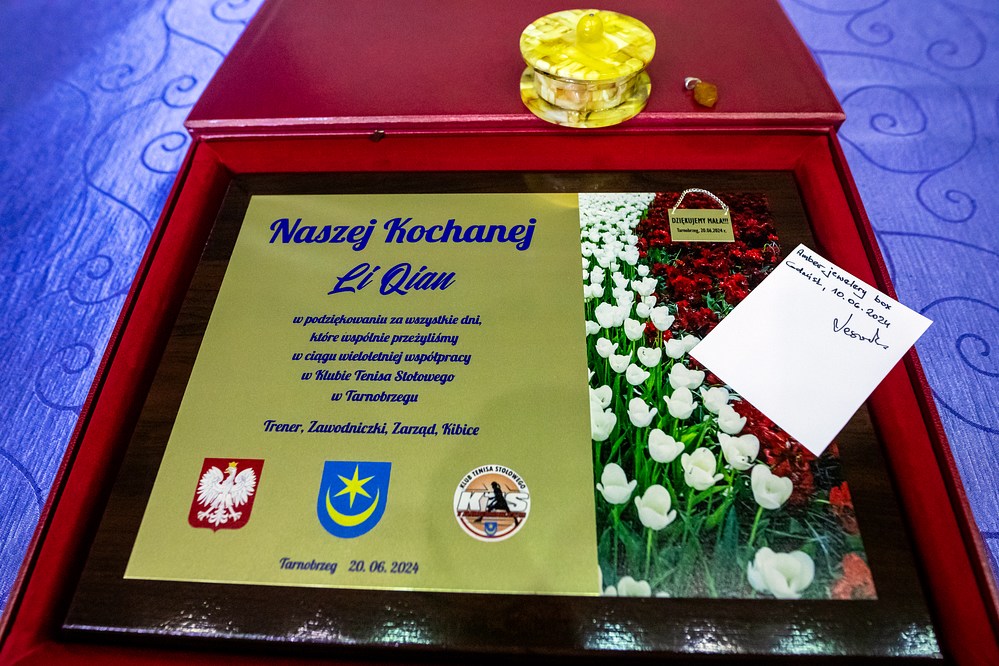 Naszej Kochanej
Li Qian
w podziękowaniu za wszystkie dni,
które wspólnie przeżyliśmy
w ciągu wieloletniej współpracy
w Klubie Tenisa Stołowego
w Tarnobrzegu
Trener, Zawodniczki, Zarząd, Kibice
KLUB TENISA STOŁOWEGO
KTS
Tarnobrzeg 20. 06. 2024
DZIĘKUJEMY MAŁA!!!
Tarnobrzeg, 20.06.2024 r.
Amber jewelery box
Gdańsk, 10.06.2024